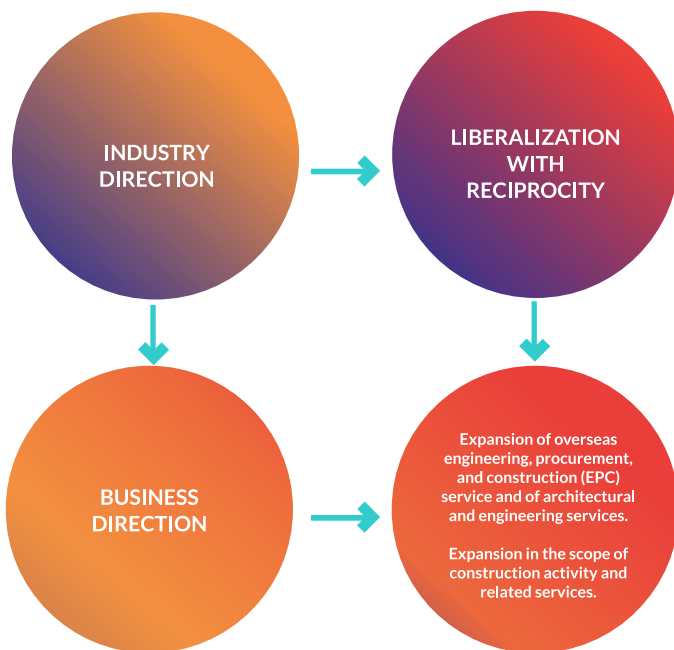 INDUSTRY
DIRECTION
LIBERALIZATION
WITH
RECIPROCITY
BUSINESS
DIRECTION
Expansion of overseas
engineering, procurement,
and construction (EPC)
service and of architectural
and engineering services.
Expansion in the scope of
construction activity and
related services.